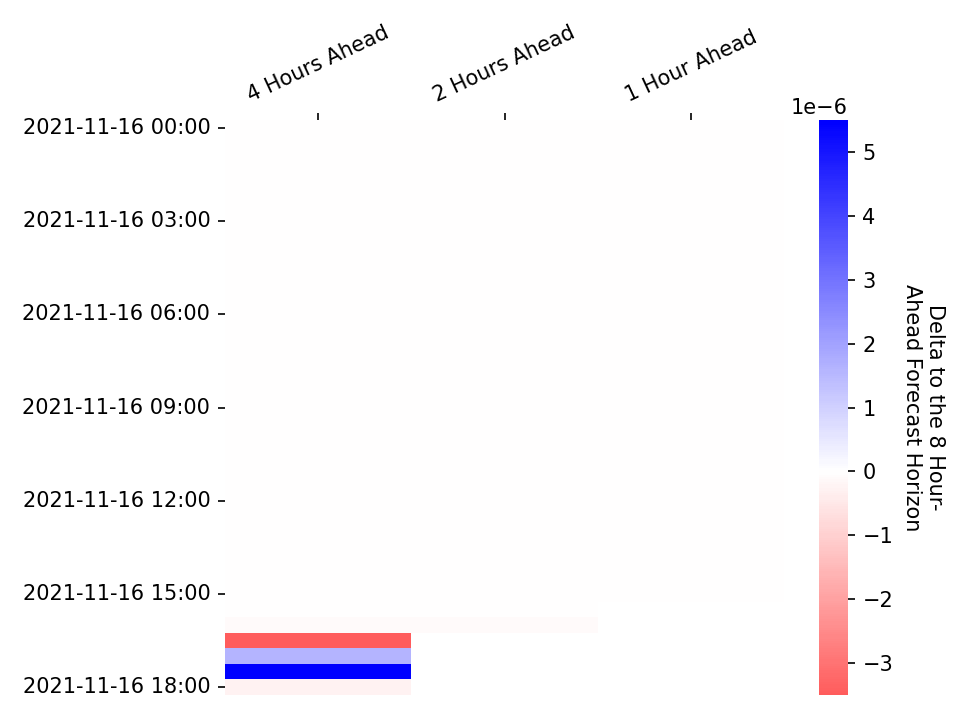 4 Hours Ahead
2 Hours Ahead
1 Hour Ahead
1e−6
2021-11-16 00:00
2021-11-16 03:00
2021-11-16 06:00
2021-11-16 09:00
2021-11-16 12:00
2021-11-16 15:00
2021-11-16 18:00
5
4
3
2
1
0
−1
−2
−3
Delta to the 8 Hour-
Ahead Forecast Horizon